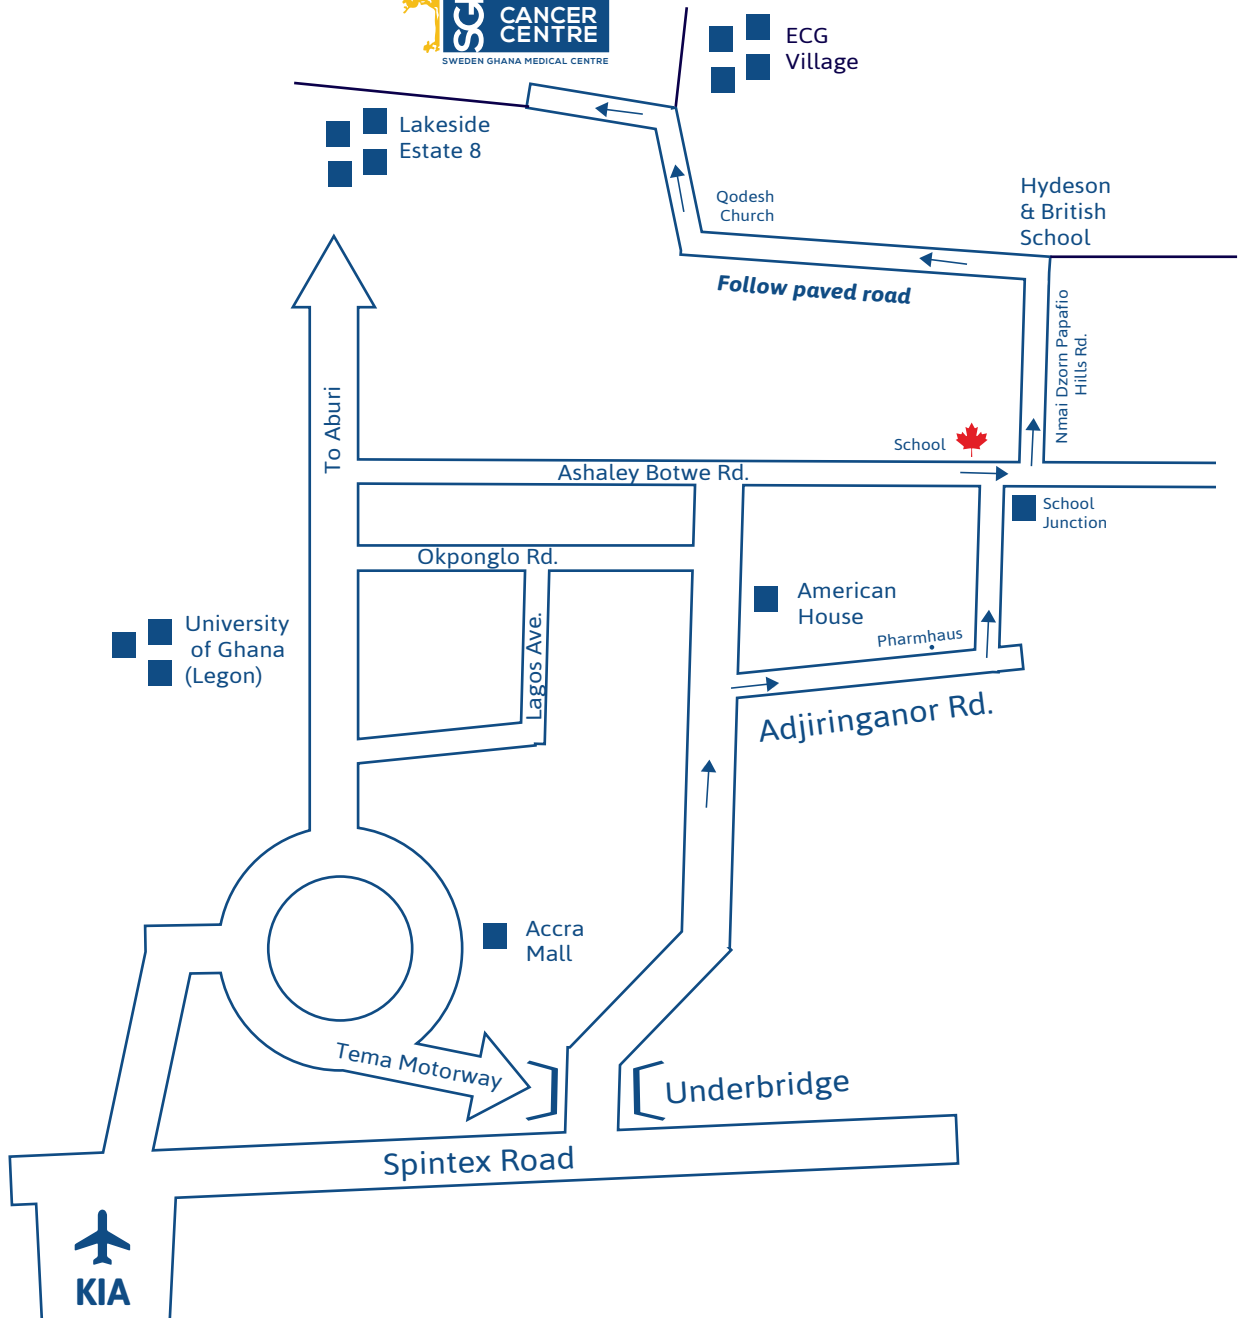 SGM
CANCER
CENTRE
SWEDEN GHANA MEDICAL CENTRE
ECG
Village
Lakeside
Estate 8
Qodesh
Church
Hydeson
& British
School
Follow paved road
Nmai Dzorn Papafio
Hills Rd.
To Aburi
School
Ashaley Botwe Rd.
School
Junction
Okponglo Rd.
American
House
Lagos Ave.
University
of Ghana
(Legon)
Pharmhaus
Adjiringanor Rd.
Accra
Mall
Tema Motorway
Underbridge
Spintex Road
KIA